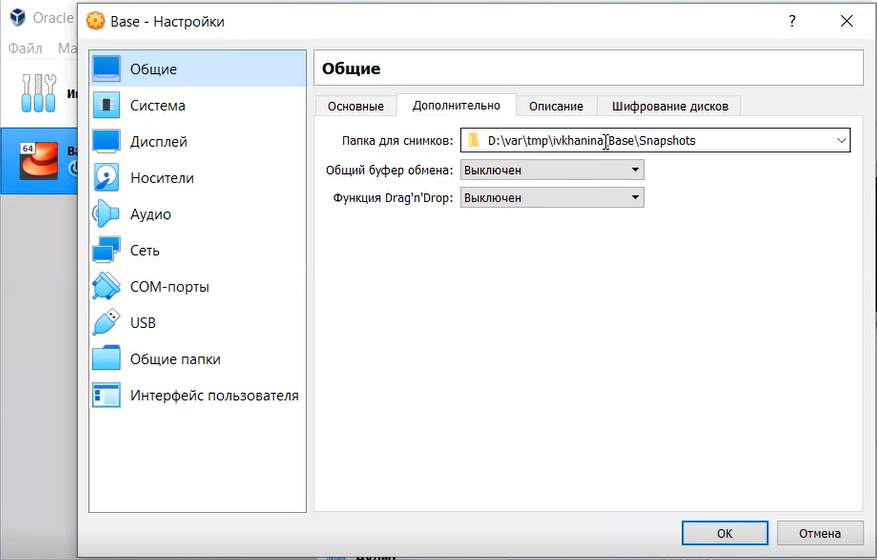 Oracle
Base - Настройки
?
Файл
Ма
64
Общие
Система
Дисплей
Носители
Аудио
Сеть
COM-порты
USB
Общие папки
Интерфейс пользователя
Общие
Основные Дополнительно Описание Шифрование дисков
Папка для снимков: D:\var\tmp\ivkhanina\Base\Snapshots
Общий буфер обмена: Выключен
Функция Drag'n'Drop: Выключен
OK Отмена